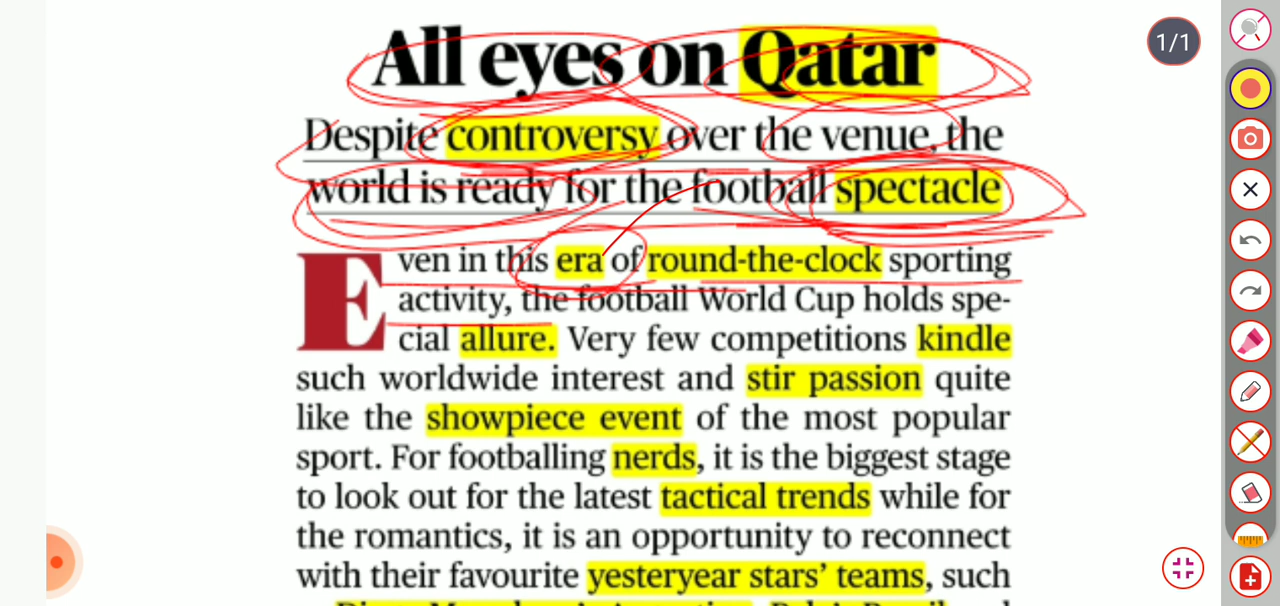 1/1
All eyes on Qatar
Despite controversy over the venue, the
world is ready for the football spectacle
Even in this era of round-the-clock sporting
activity, the football World Cup holds spe-
cial allure. Very few competitions kindle
such worldwide interest and stir passion quite
like the showpiece event of the most popular
sport. For footballing nerds, it is the biggest stage
to look out for the latest tactical trends while for
the romantics, it is an opportunity to reconnect
with their favourite yesteryear stars’ teams, such